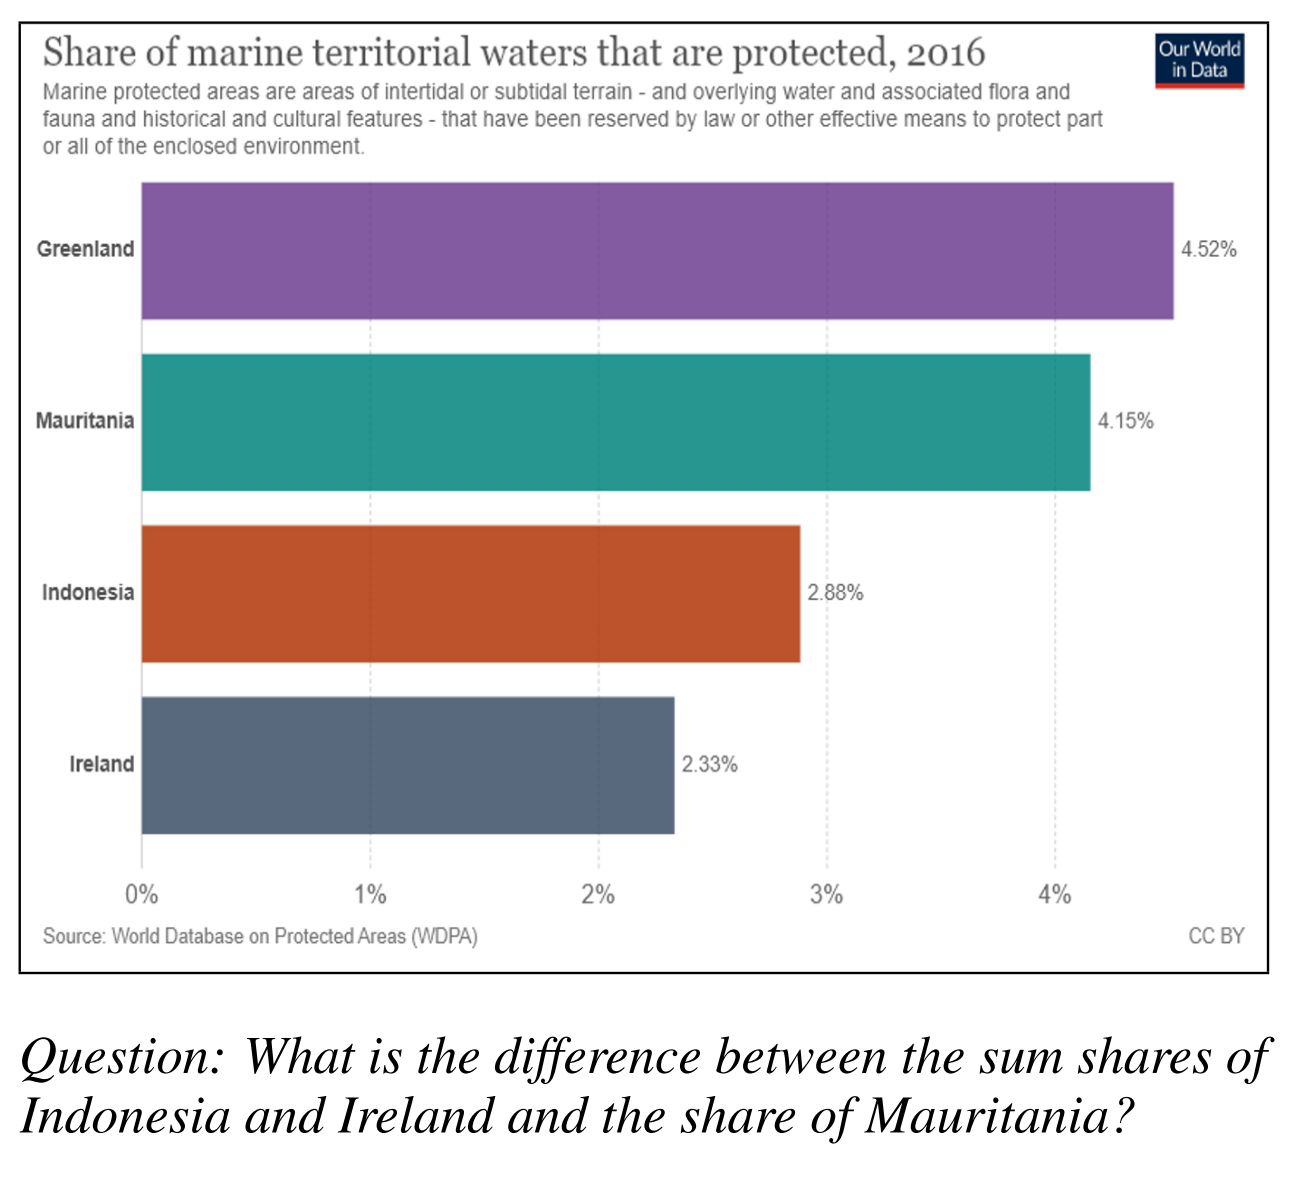 Share of marine territorial waters that are protected, 2016
Our World
in Data
Marine protected areas are areas of intertidal or subtidal terrain - and overlying water and associated flora and
fauna and historical and cultural features - that have been reserved by law or other effective means to protect part
or all of the enclosed environment.
Greenland
4.52%
Mauritania
4.15%
Indonesia
2.88%
Ireland
2.33%
0%
1%
2%
3%
4%
Source: World Database on Protected Areas (WDPA)
CC BY
Question: What is the difference between the sum shares of
Indonesia and Ireland and the share of Mauritania?